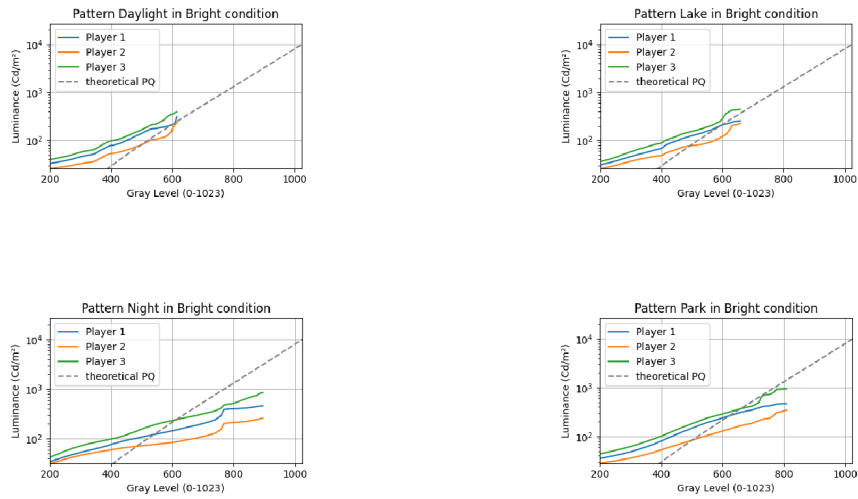 Pattern Daylight in Bright condition
Luminance (Cd/m²)
10⁴
10³
10²
Player 1
Player 2
Player 3
theoretical PQ
200 400 600 800 1000
Gray Level (0-1023)
Pattern Lake in Bright condition
Luminance (Cd/m²)
10⁴
10³
10²
Player 1
Player 2
Player 3
theoretical PQ
200 400 600 800 1000
Gray Level (0-1023)
Pattern Night in Bright condition
Luminance (Cd/m²)
10⁴
10³
10²
Player 1
Player 2
Player 3
theoretical PQ
200 400 600 800 1000
Gray Level (0-1023)
Pattern Park in Bright condition
Luminance (Cd/m²)
10⁴
10³
10²
Player 1
Player 2
Player 3
theoretical PQ
200 400 600 800 1000
Gray Level (0-1023)